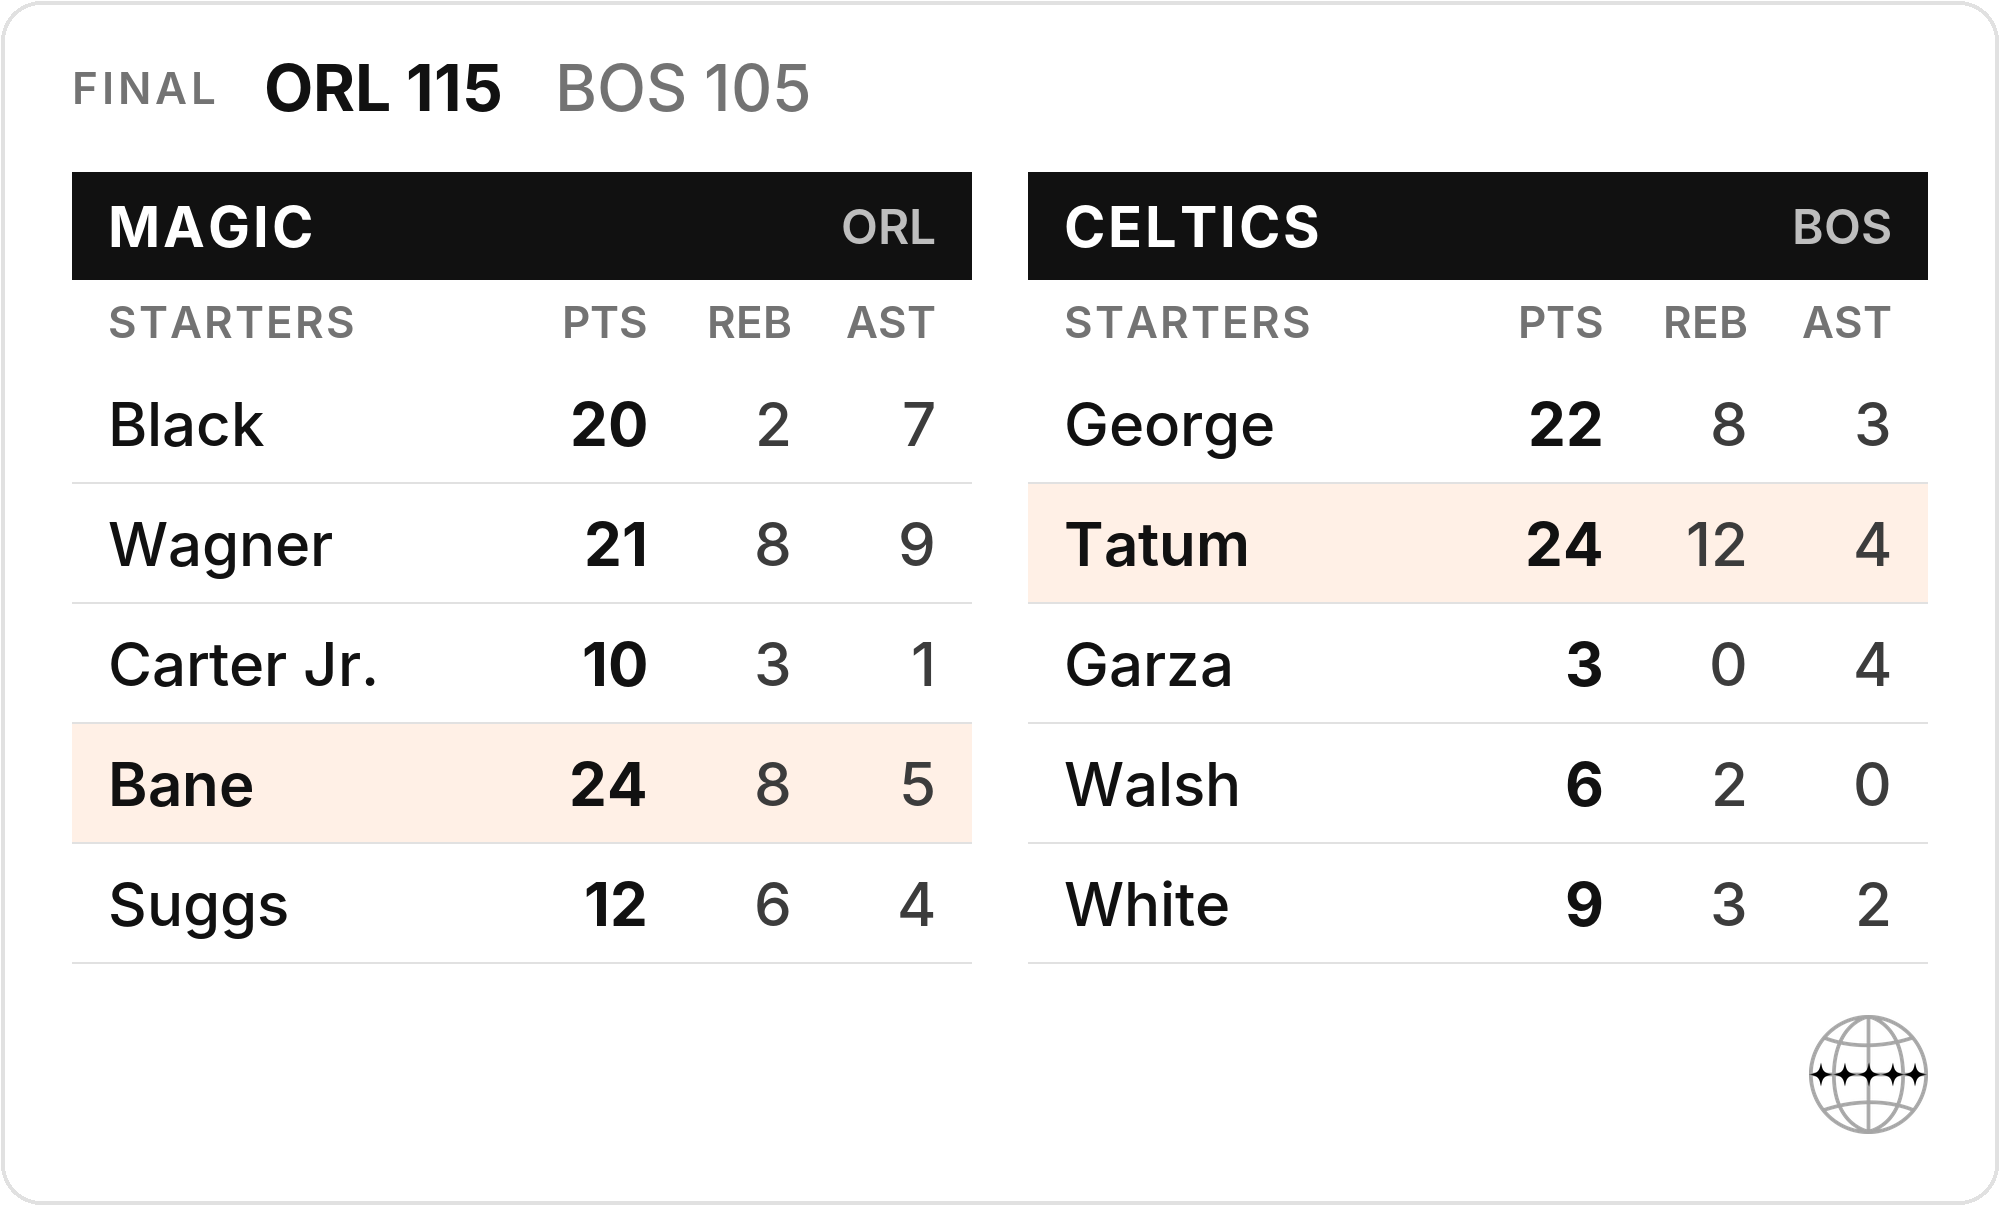 FINAL ORL 115 BOS 105
MAGIC ORL
STARTERS PTS REB AST
Black 20 2 7
Wagner 21 8 9
Carter Jr. 10 3 1
Bane 24 8 5
Suggs 12 6 4
CELTICS BOS
STARTERS PTS REB AST
George 22 8 3
Tatum 24 12 4
Garza 3 0 4
Walsh 6 2 0
White 9 3 2